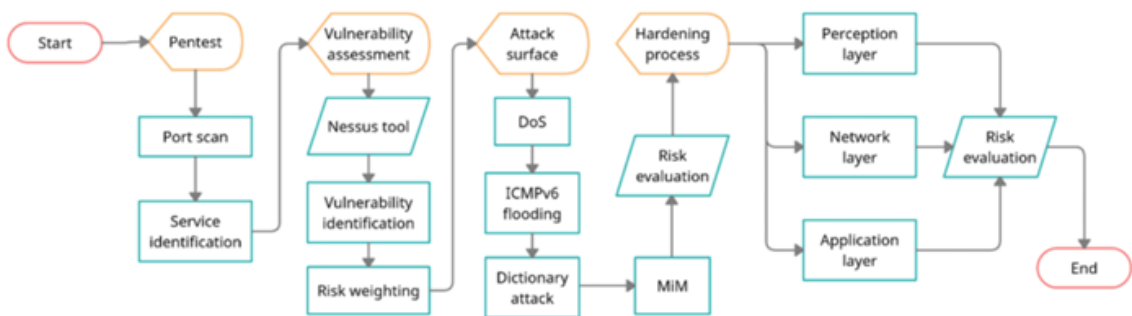 Start
Pentest
Port scan
Service
identification
Vulnerability
assessment
Nessus tool
Vulnerability
identification
Risk weighting
Attack
surface
DoS
ICMPv6
flooding
Dictionary
attack
MiM
Risk
evaluation
Hardening
process
Perception
layer
Network
layer
Application
layer
Risk
evaluation
End